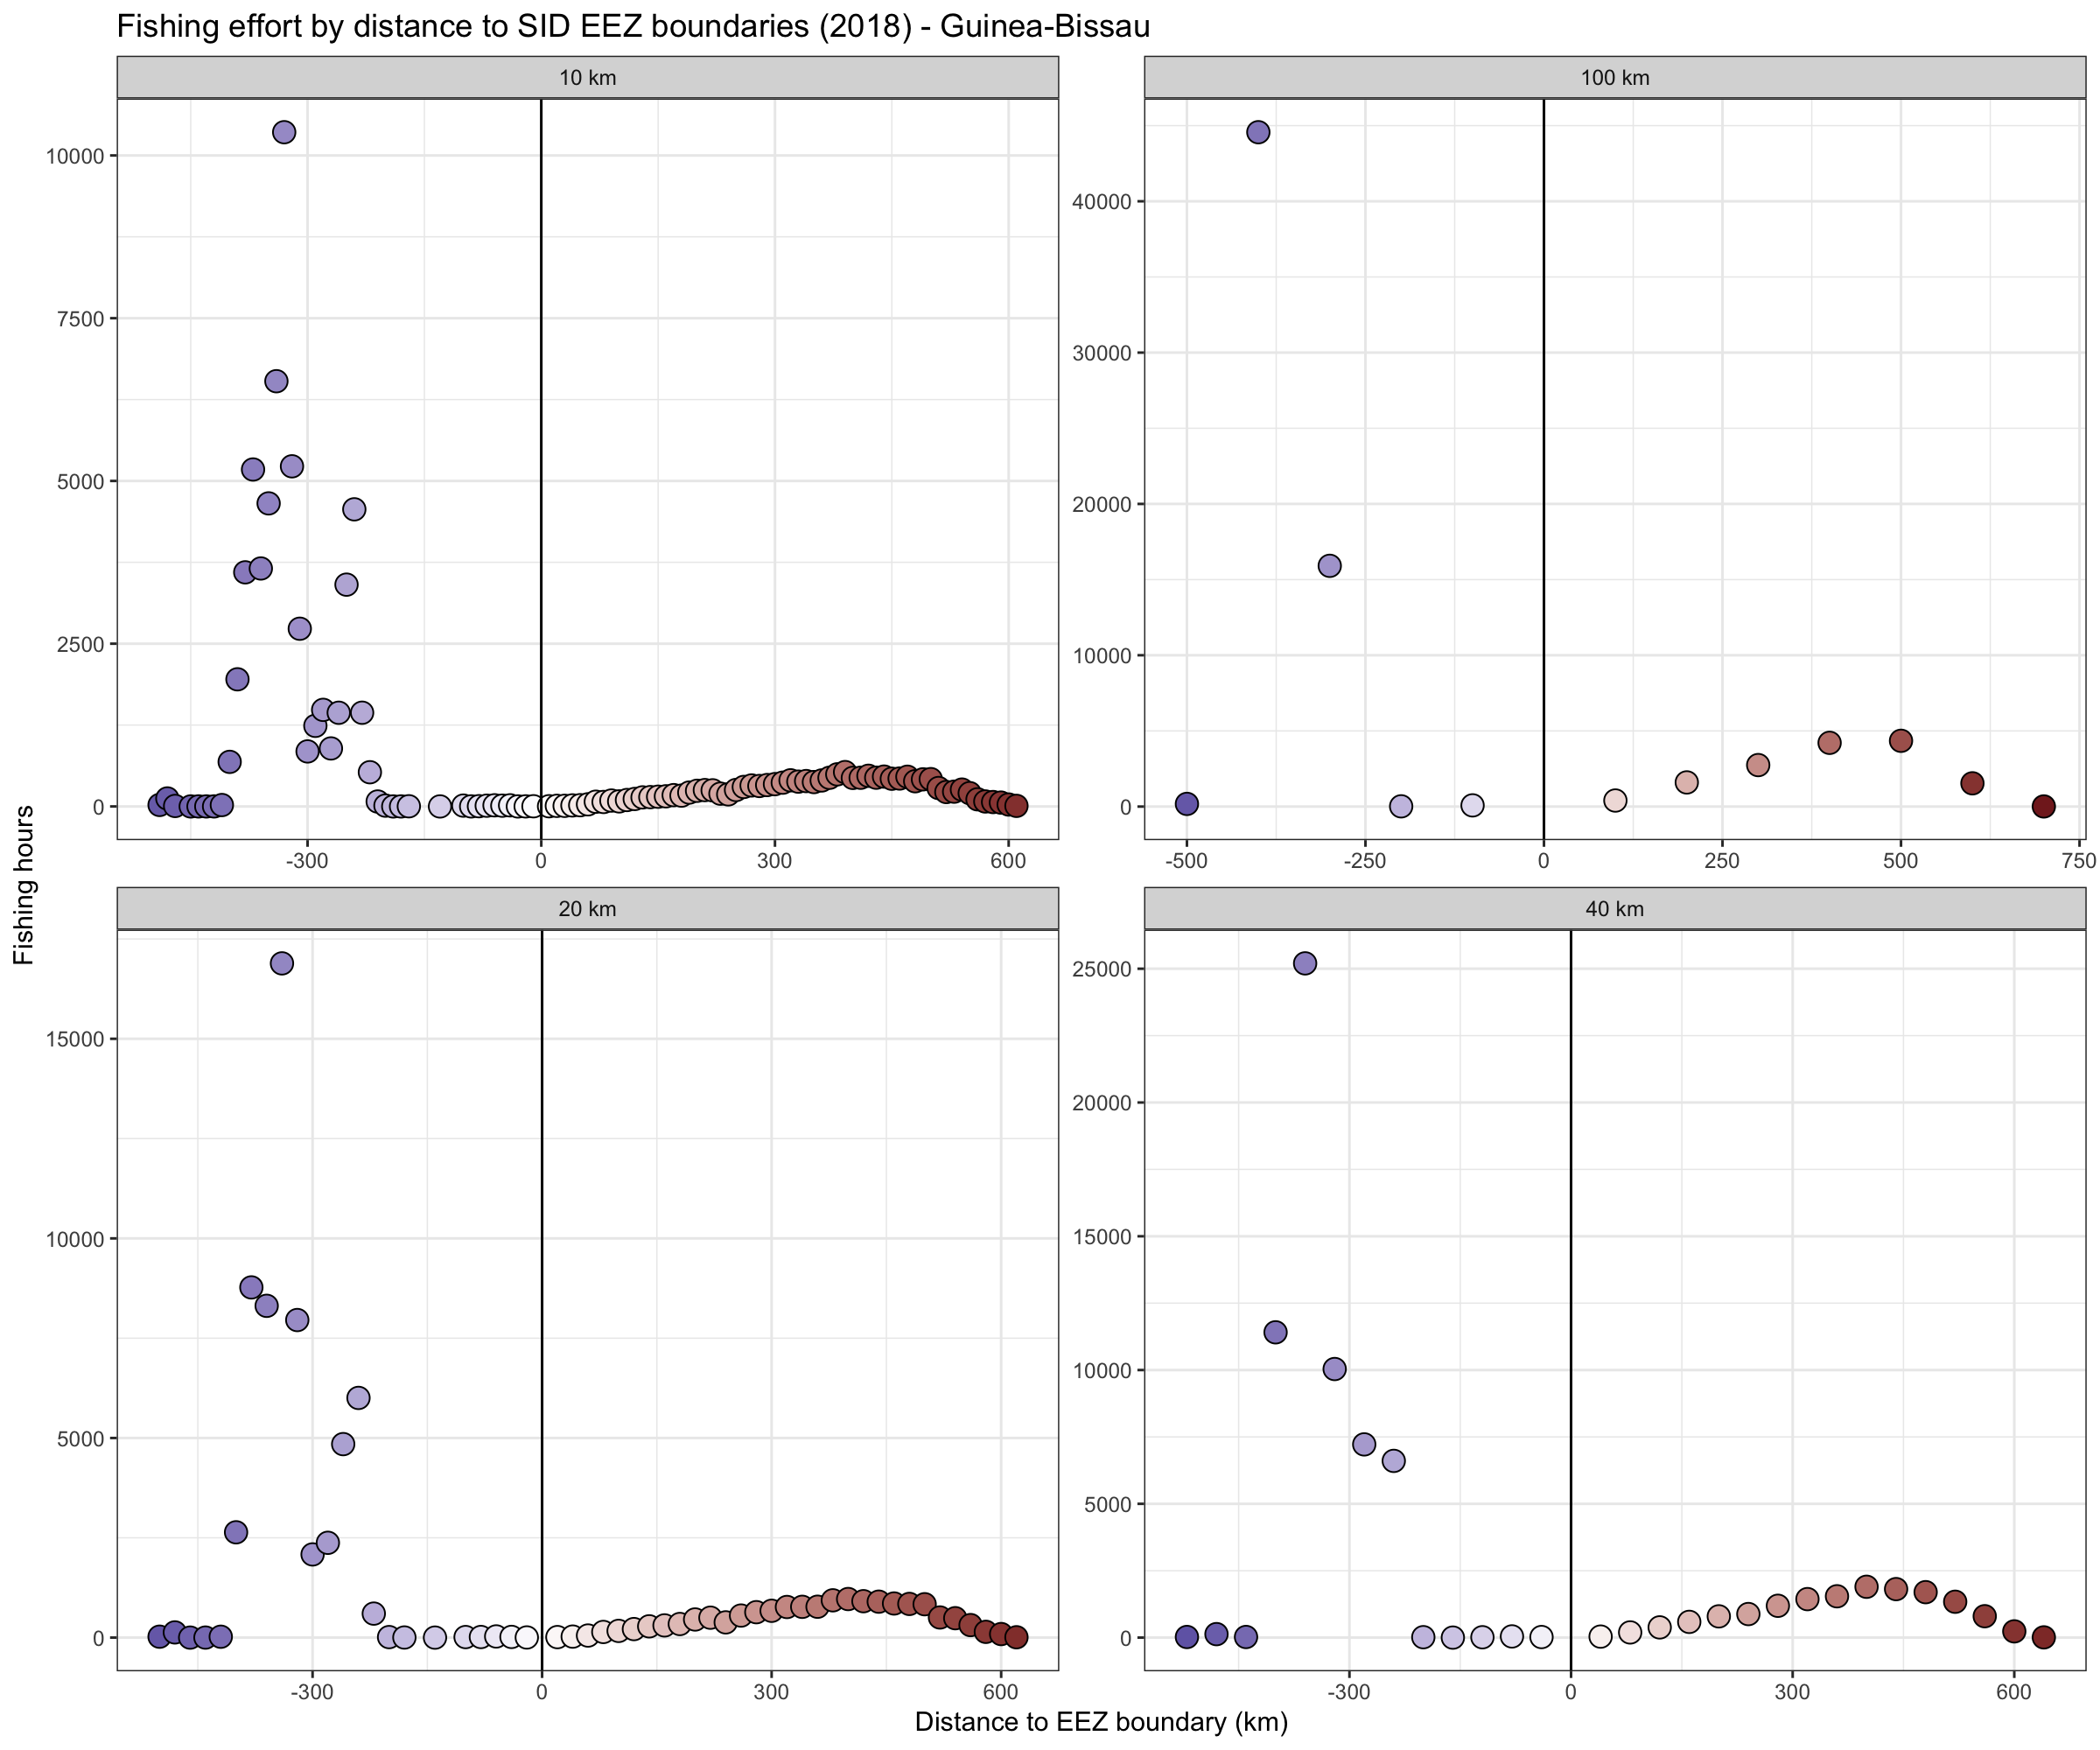 Fishing effort by distance to SID EEZ boundaries (2018) - Guinea-Bissau
10 km
10000
7500
5000
2500
0
-300 0 300 600
100 km
40000
30000
20000
10000
0
-500 -250 0 250 500 750
20 km
15000
10000
5000
0
-300 0 300 600
40 km
25000
20000
15000
10000
5000
0
-300 0 300 600
Fishing hours
Distance to EEZ boundary (km)